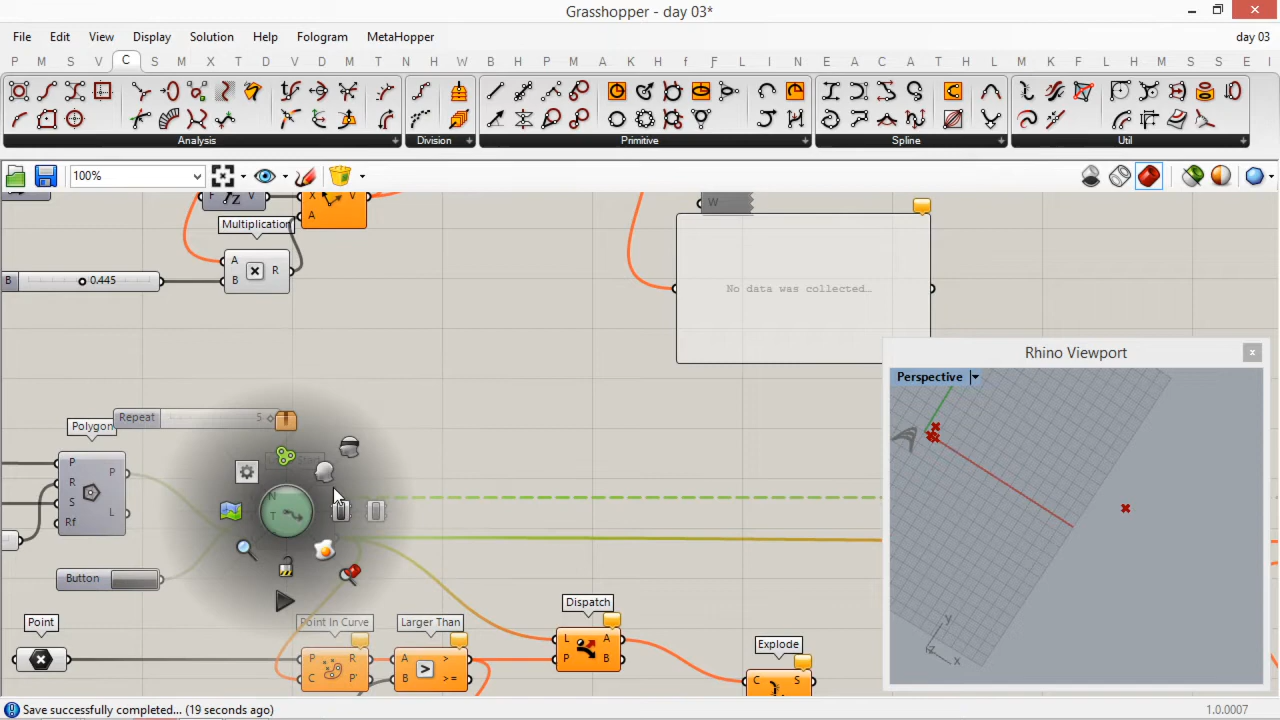 Grasshopper - day 03*
File Edit View Display Solution Help Fologram MetaHopper day 03
P M S V C S M X T D V D M T K H L W B P T A K H F F L I N E A E L C S F A D T M S I H M T P S S I E
Analysis Division Primitive Spline Util
100%
F V X V
A
Multiplication
W
A
B R
B 0.445
No data was collected…
Rhino Viewport
Perspective
Repeat 5
Polygon
P P
R
S L
Rf
N
T
Button
Dispatch
Point Point In Curve Larger Than
L A
P B
Explode
P R A >
C P' B > >=
C S
y
z x
Save successfully completed... (19 seconds ago) 1.0.0007